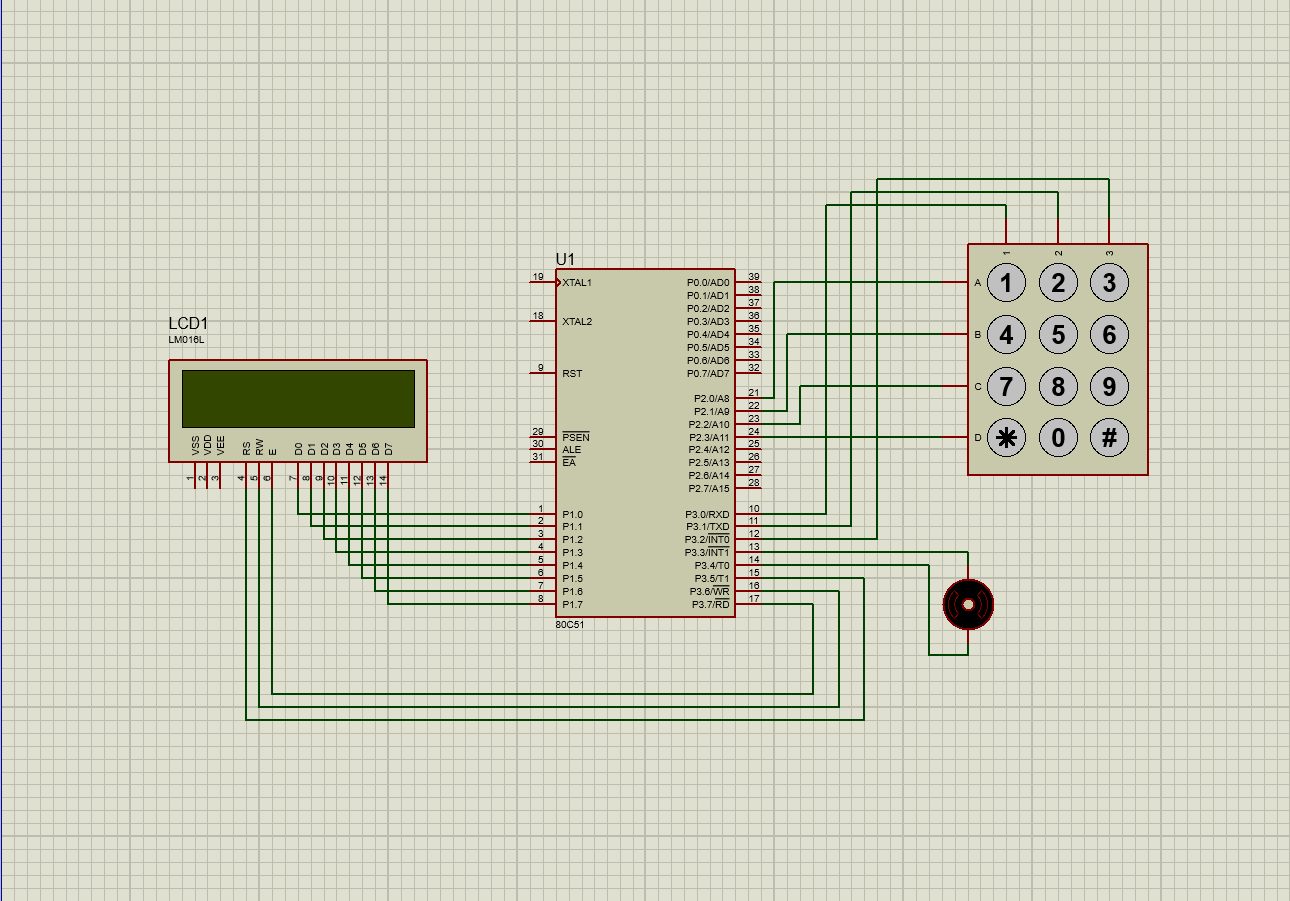 LCD1
LM016L
VSS VDD VEE RS RW E D0 D1 D2 D3 D4 D5 D6 D7
1 2 3 4 5 6 7 8 9 10 11 12 13 14
U1
19 XTAL1
18 XTAL2
9 RST
29 PSEN
30 ALE
31 EA
1 P1.0
2 P1.1
3 P1.2
4 P1.3
5 P1.4
6 P1.5
7 P1.6
8 P1.7
P0.0/AD0 39
P0.1/AD1 38
P0.2/AD2 37
P0.3/AD3 36
P0.4/AD4 35
P0.5/AD5 34
P0.6/AD6 33
P0.7/AD7 32
P2.0/A8 21
P2.1/A9 22
P2.2/A10 23
P2.3/A11 24
P2.4/A12 25
P2.5/A13 26
P2.6/A14 27
P2.7/A15 28
P3.0/RXD 10
P3.1/TXD 11
P3.2/INT0 12
P3.3/INT1 13
P3.4/T0 14
P3.5/T1 15
P3.6/WR 16
P3.7/RD 17
80C51
1 2 3
A 1 2 3
B 4 5 6
C 7 8 9
D * 0 #